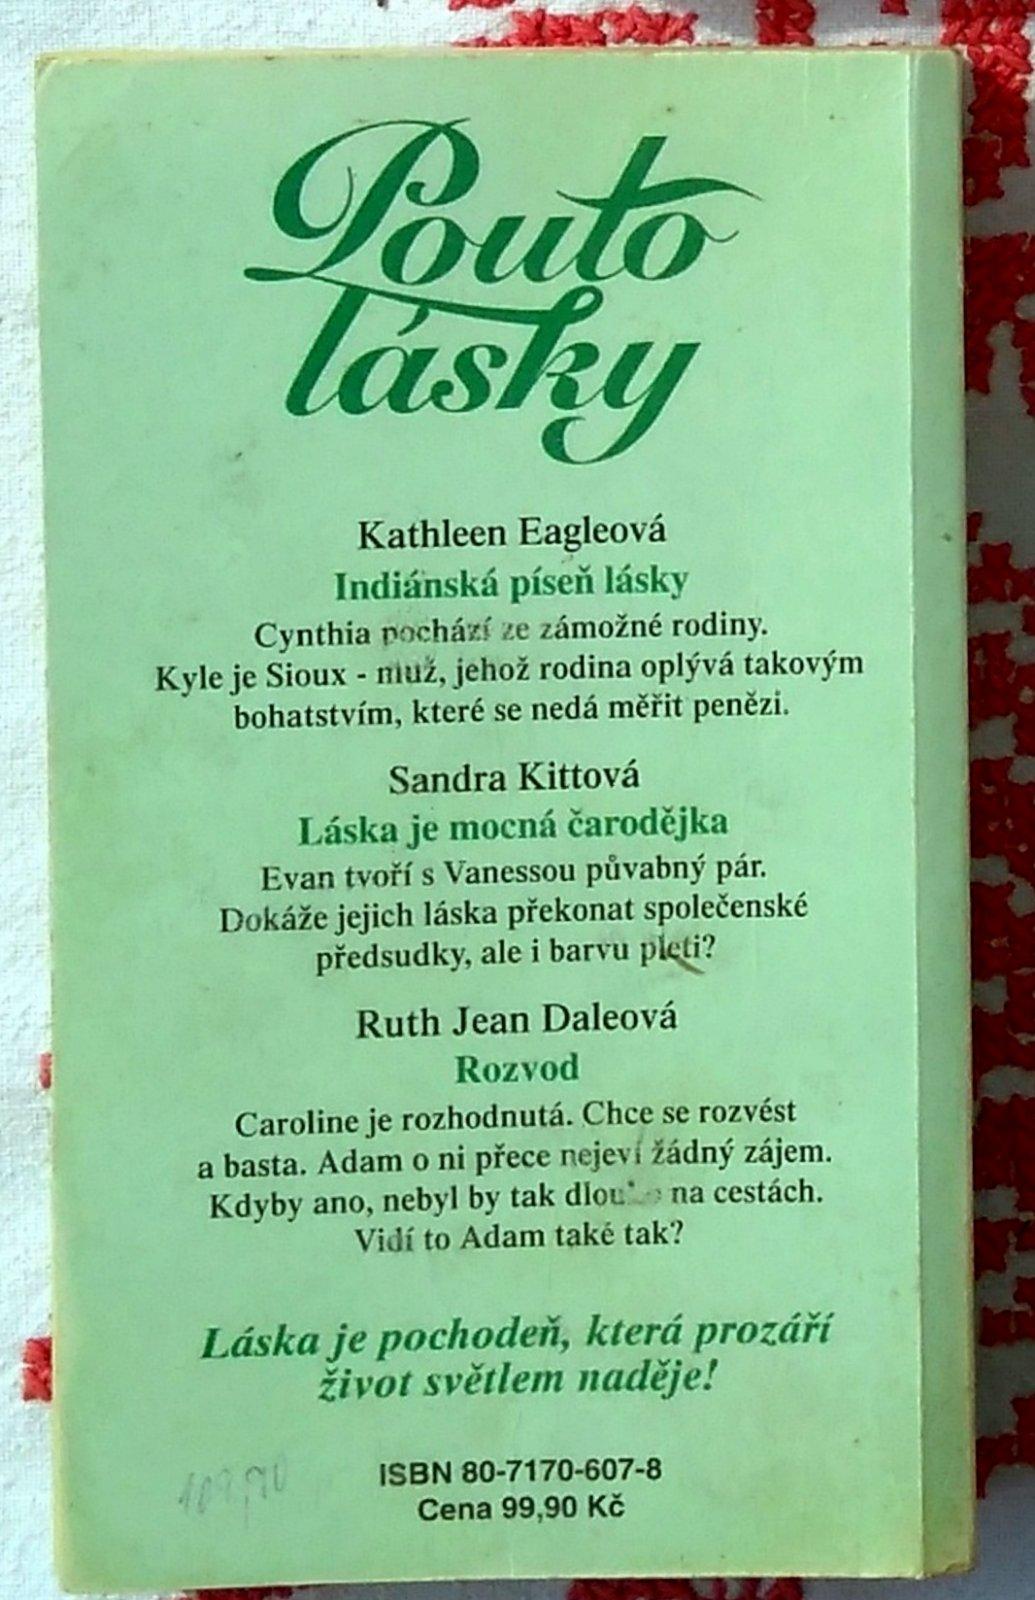 Pouto
lásky
Kathleen Eagleová
Indiánská píseň lásky
Cynthia pochází ze zámožné rodiny.
Kyle je Sioux - muž, jehož rodina oplývá takovým
bohatstvím, které se nedá měřit penězi.
Sandra Kittová
Láska je mocná čarodějka
Evan tvoří s Vanessou půvabný pár.
Dokáže jejich láska překonat společenské
předsudky, ale i barvu pleti?
Ruth Jean Daleová
Rozvod
Caroline je rozhodnutá. Chce se rozvést
a basta. Adam o ni přece nejeví žádný zájem.
Kdyby ano, nebyl by tak dlouho na cestách.
Vidí to Adam také tak?
Láska je pochodeň, která prozáří
život světlem naděje!
ISBN 80-7170-607-8
Cena 99,90 Kč